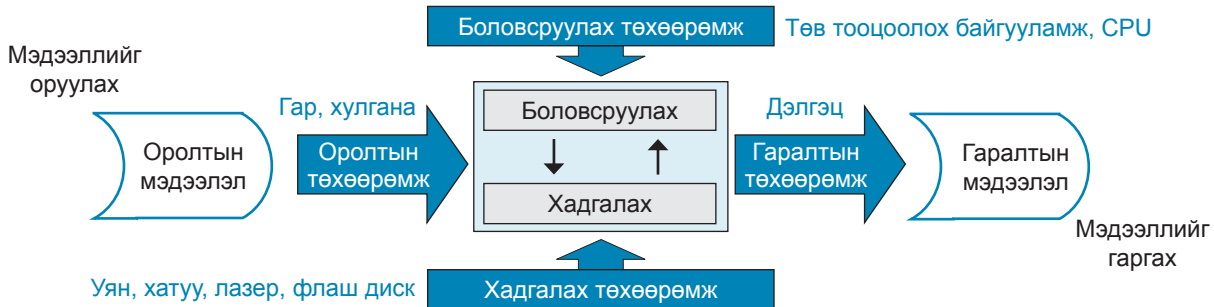 Боловсруулах төхөөрөмж
Төв тооцоолох байгууламж, CPU
Мэдээллийг
оруулах
Гар, хулгана
Боловсруулах
Дэлгэц
Оролтын
мэдээлэл
Оролтын
төхөөрөмж
Гаралтын
төхөөрөмж
Гаралтын
мэдээлэл
Хадгалах
Мэдээллийг
гаргах
Уян, хатуу, лазер, флаш диск
Хадгалах төхөөрөмж